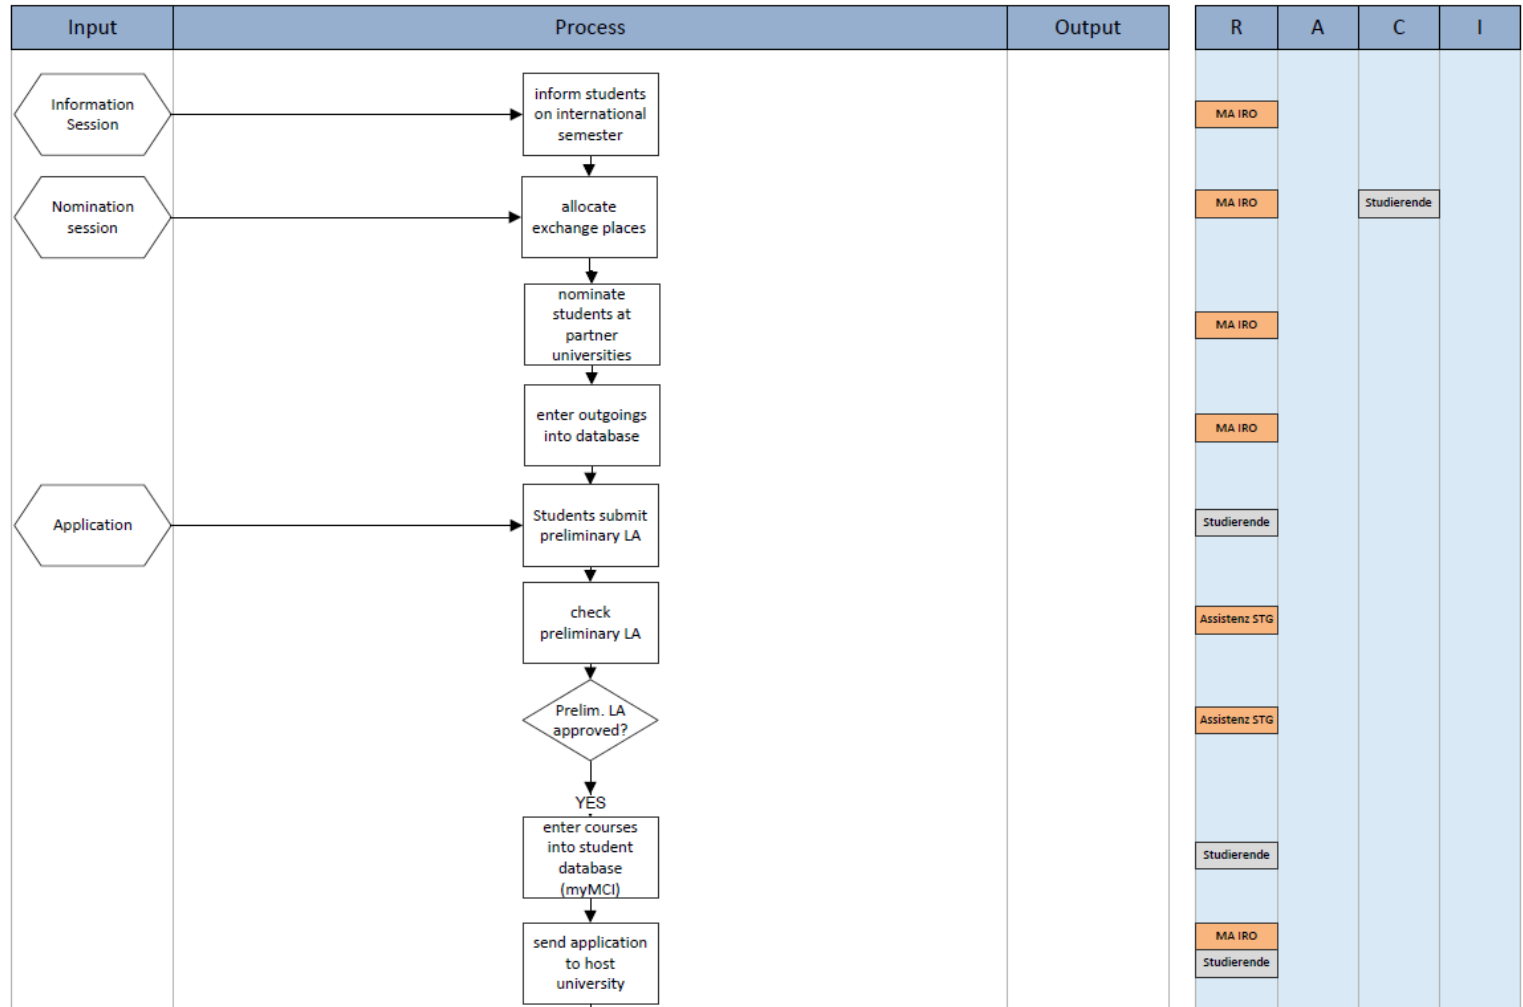 Input
Process
Output
R
A
C
I
Information
Session
inform students
on international
semester
MA IRO
Nomination
session
allocate
exchange places
MA IRO
Studierende
nominate
students at
partner
universities
MA IRO
enter outgoings
into database
MA IRO
Application
Students submit
preliminary LA
Studierende
check
preliminary LA
Assistenz STG
Prelim. LA
approved?
Assistenz STG
YES
enter courses
into student
database
(myMCI)
Studierende
send application
to host
university
MA IRO
Studierende